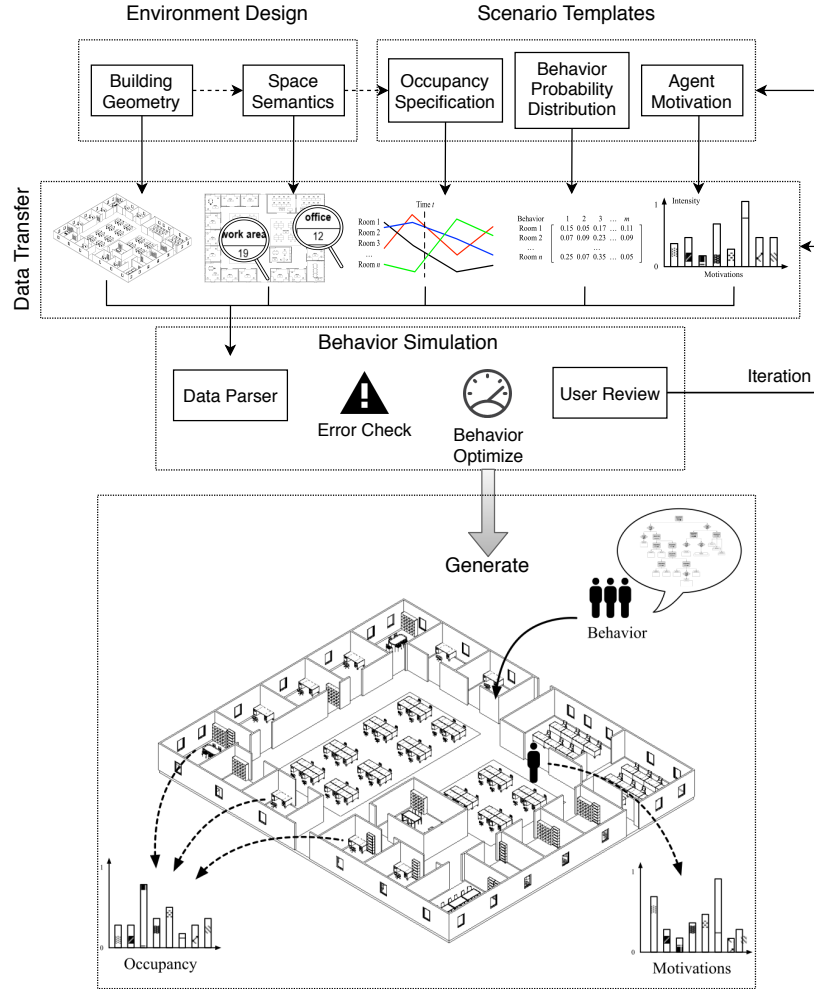 Environment Design
Scenario Templates
Building
Geometry
Space
Semantics
Occupancy
Specification
Behavior
Probability
Distribution
Agent
Motivation
Data Transfer
work area
19
office
12
Time t
Room 1
Room 2
Room 3
...
Room n
Behavior 1 2 3 ... m
Room 1 0.15 0.05 0.17 ... 0.11
Room 2 0.07 0.09 0.23 ... 0.09
... ...
Room n 0.25 0.07 0.35 ... 0.05
Intensity
1
0
Motivations
Behavior Simulation
Data Parser
Error Check
Behavior
Optimize
User Review
Iteration
Generate
Behavior
1
0
Occupancy
1
0
Motivations